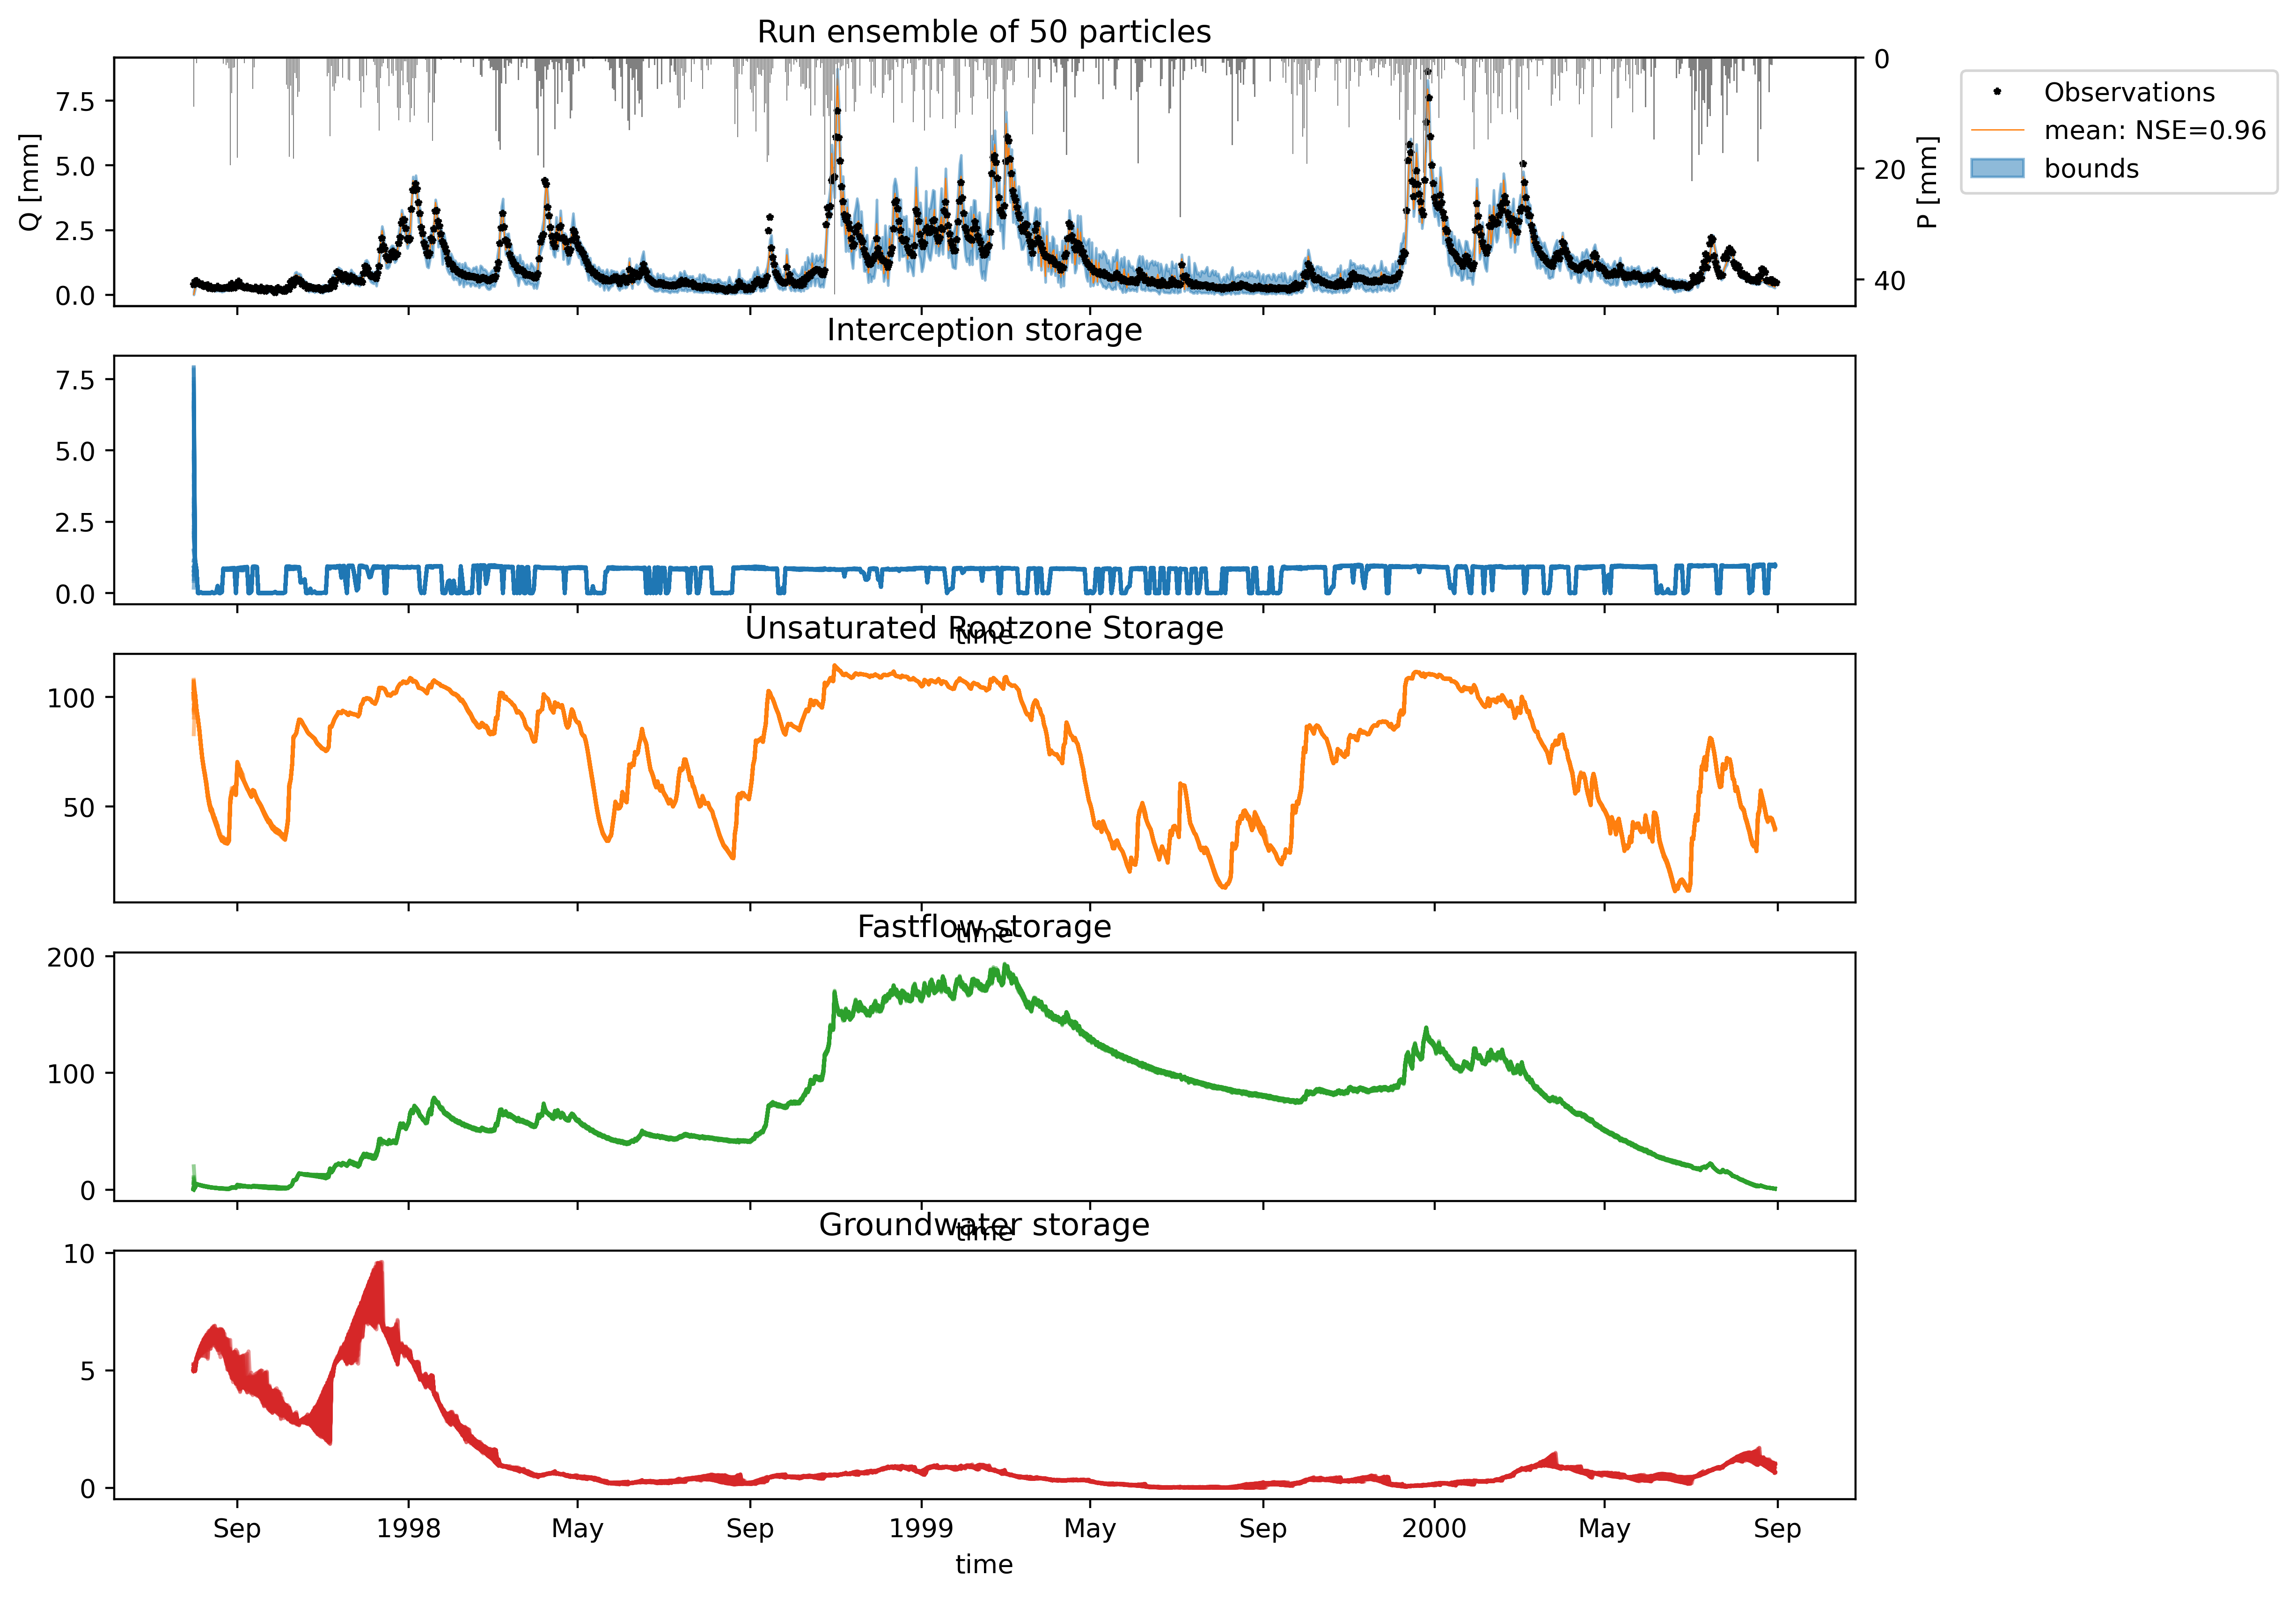 Run ensemble of 50 particles
Q [mm]
7.5
5.0
2.5
0.0
0
20
40
P [mm]
Observations
mean: NSE=0.96
bounds
Interception storage
7.5
5.0
2.5
0.0
time
Unsaturated Rootzone Storage
100
50
time
Fastflow storage
200
100
0
time
Groundwater storage
10
5
0
Sep 1998 May Sep 1999 May Sep 2000 May Sep
time